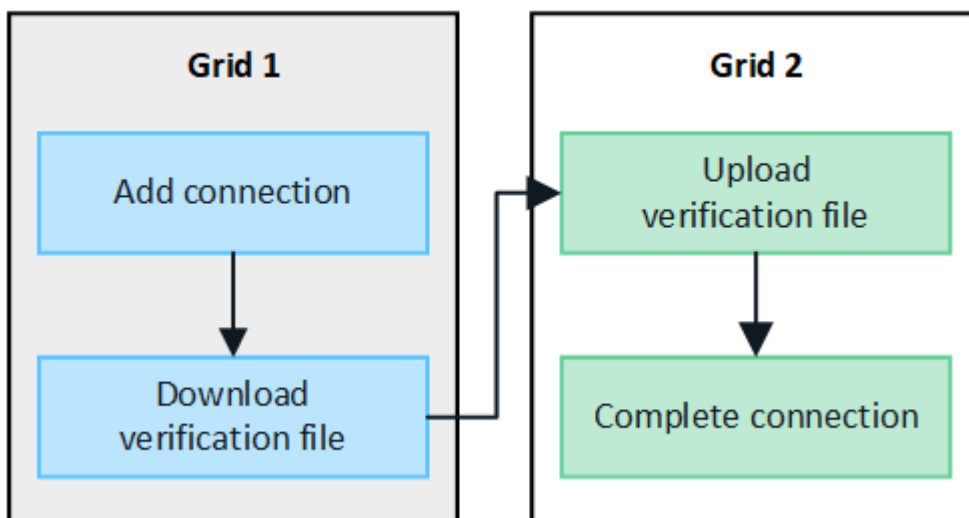 Grid 1
Add connection
Download
verification file
Grid 2
Upload
verification file
Complete connection